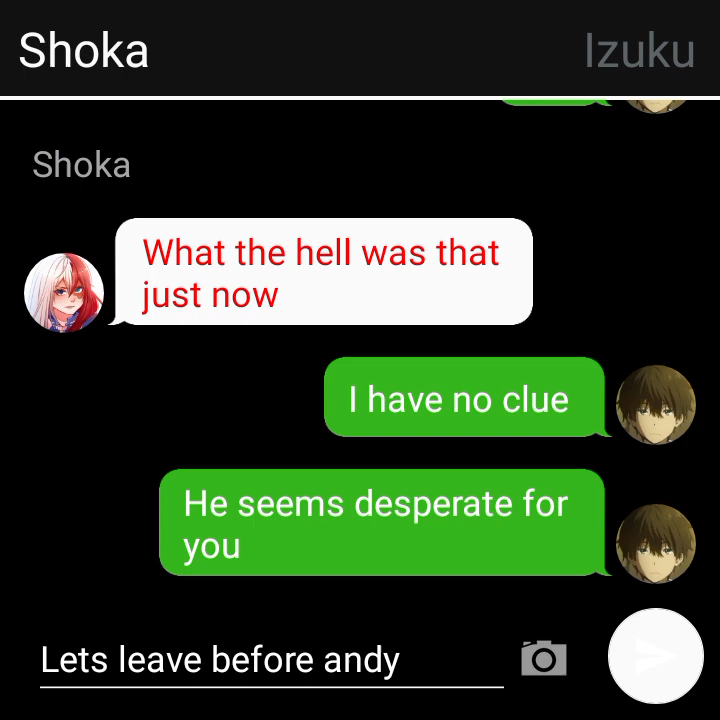 Shoka
Izuku
Shoka
What the hell was that
just now
I have no clue
He seems desperate for
you
Lets leave before andy